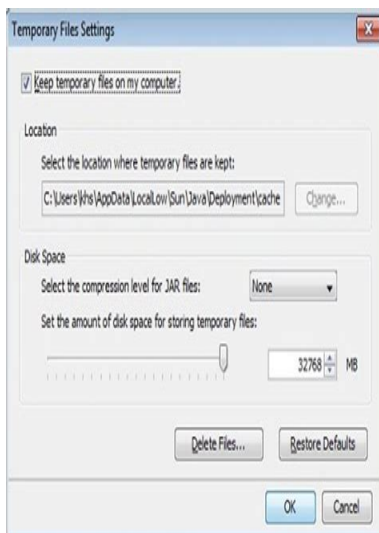 Temporary Files Settings
Keep temporary files on my computer.
Location
Select the location where temporary files are kept:
C:\Users\khs\AppData\LocalLow\Sun\Java\Deployment\cache
Change...
Disk Space
Select the compression level for JAR files:
None
Set the amount of disk space for storing temporary files:
32768 MB
Delete Files...
Restore Defaults
OK
Cancel